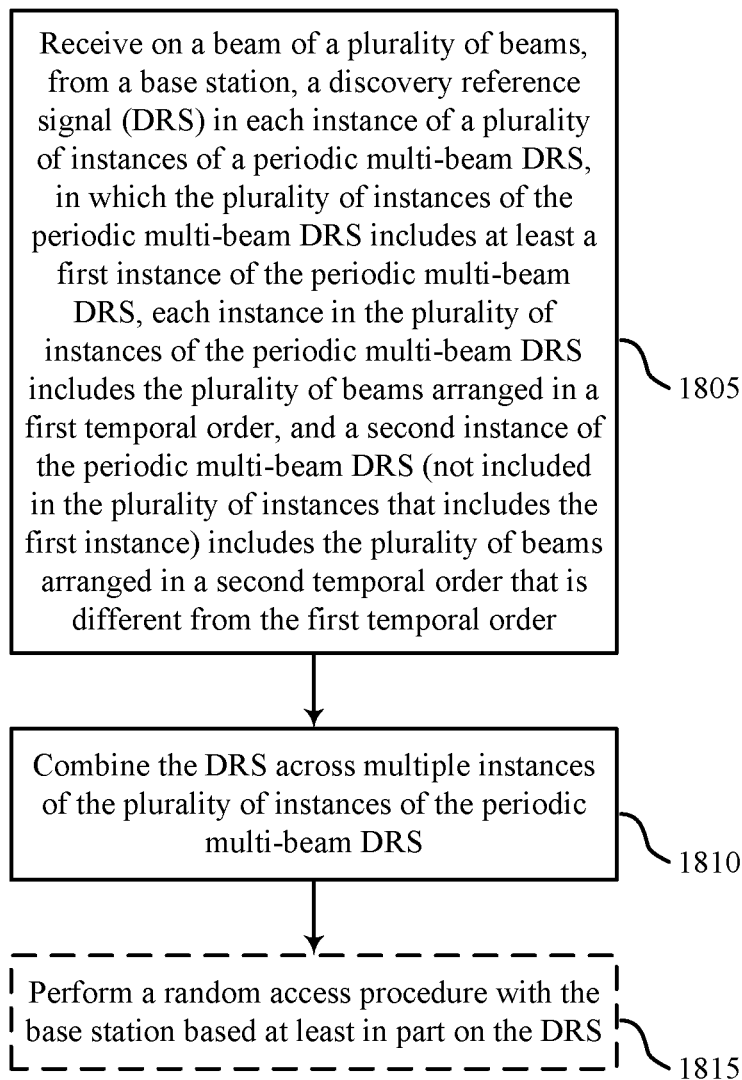 Receive on a beam of a plurality of beams,
from a base station, a discovery reference
signal (DRS) in each instance of a plurality
of instances of a periodic multi-beam DRS,
in which the plurality of instances of the
periodic multi-beam DRS includes at least a
first instance of the periodic multi-beam
DRS, each instance in the plurality of
instances of the periodic multi-beam DRS
includes the plurality of beams arranged in a
first temporal order, and a second instance of
the periodic multi-beam DRS (not included
in the plurality of instances that includes the
first instance) includes the plurality of beams
arranged in a second temporal order that is
different from the first temporal order
1805
Combine the DRS across multiple instances
of the plurality of instances of the periodic
multi-beam DRS
1810
Perform a random access procedure with the
base station based at least in part on the DRS
1815